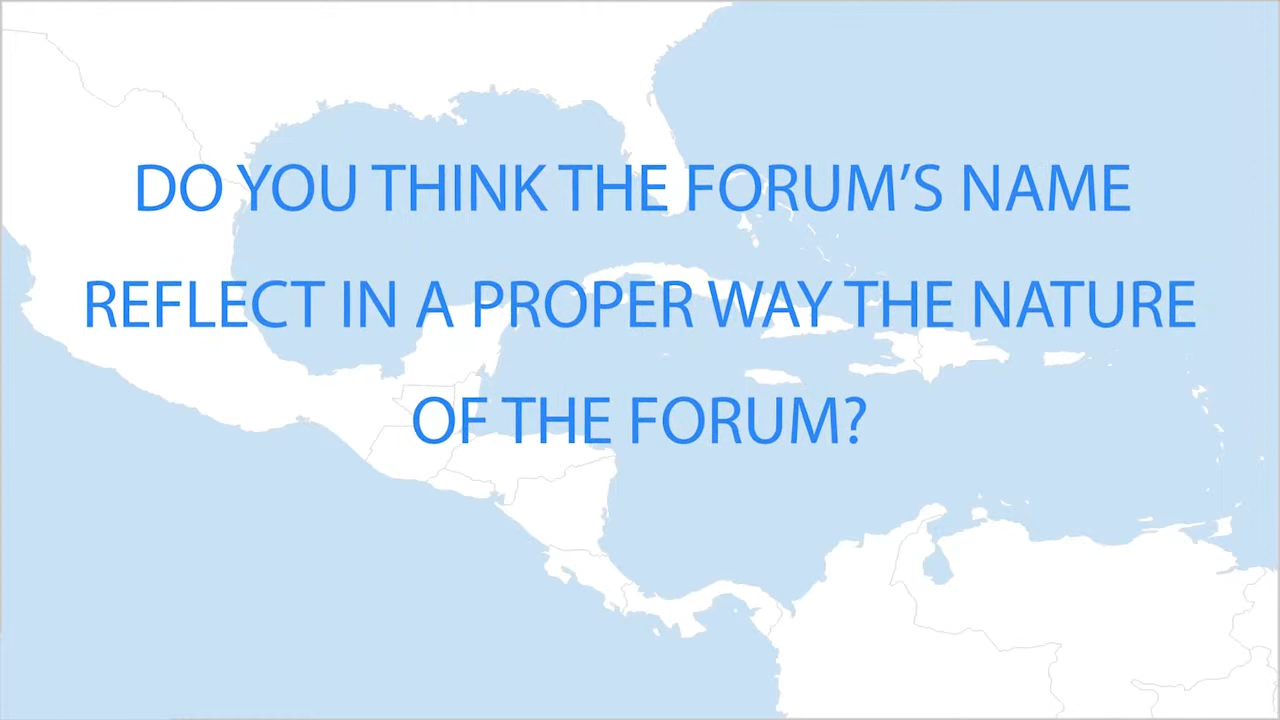 DO YOU THINK THE FORUM’S NAME
REFLECT IN A PROPER WAY THE NATURE
OF THE FORUM?